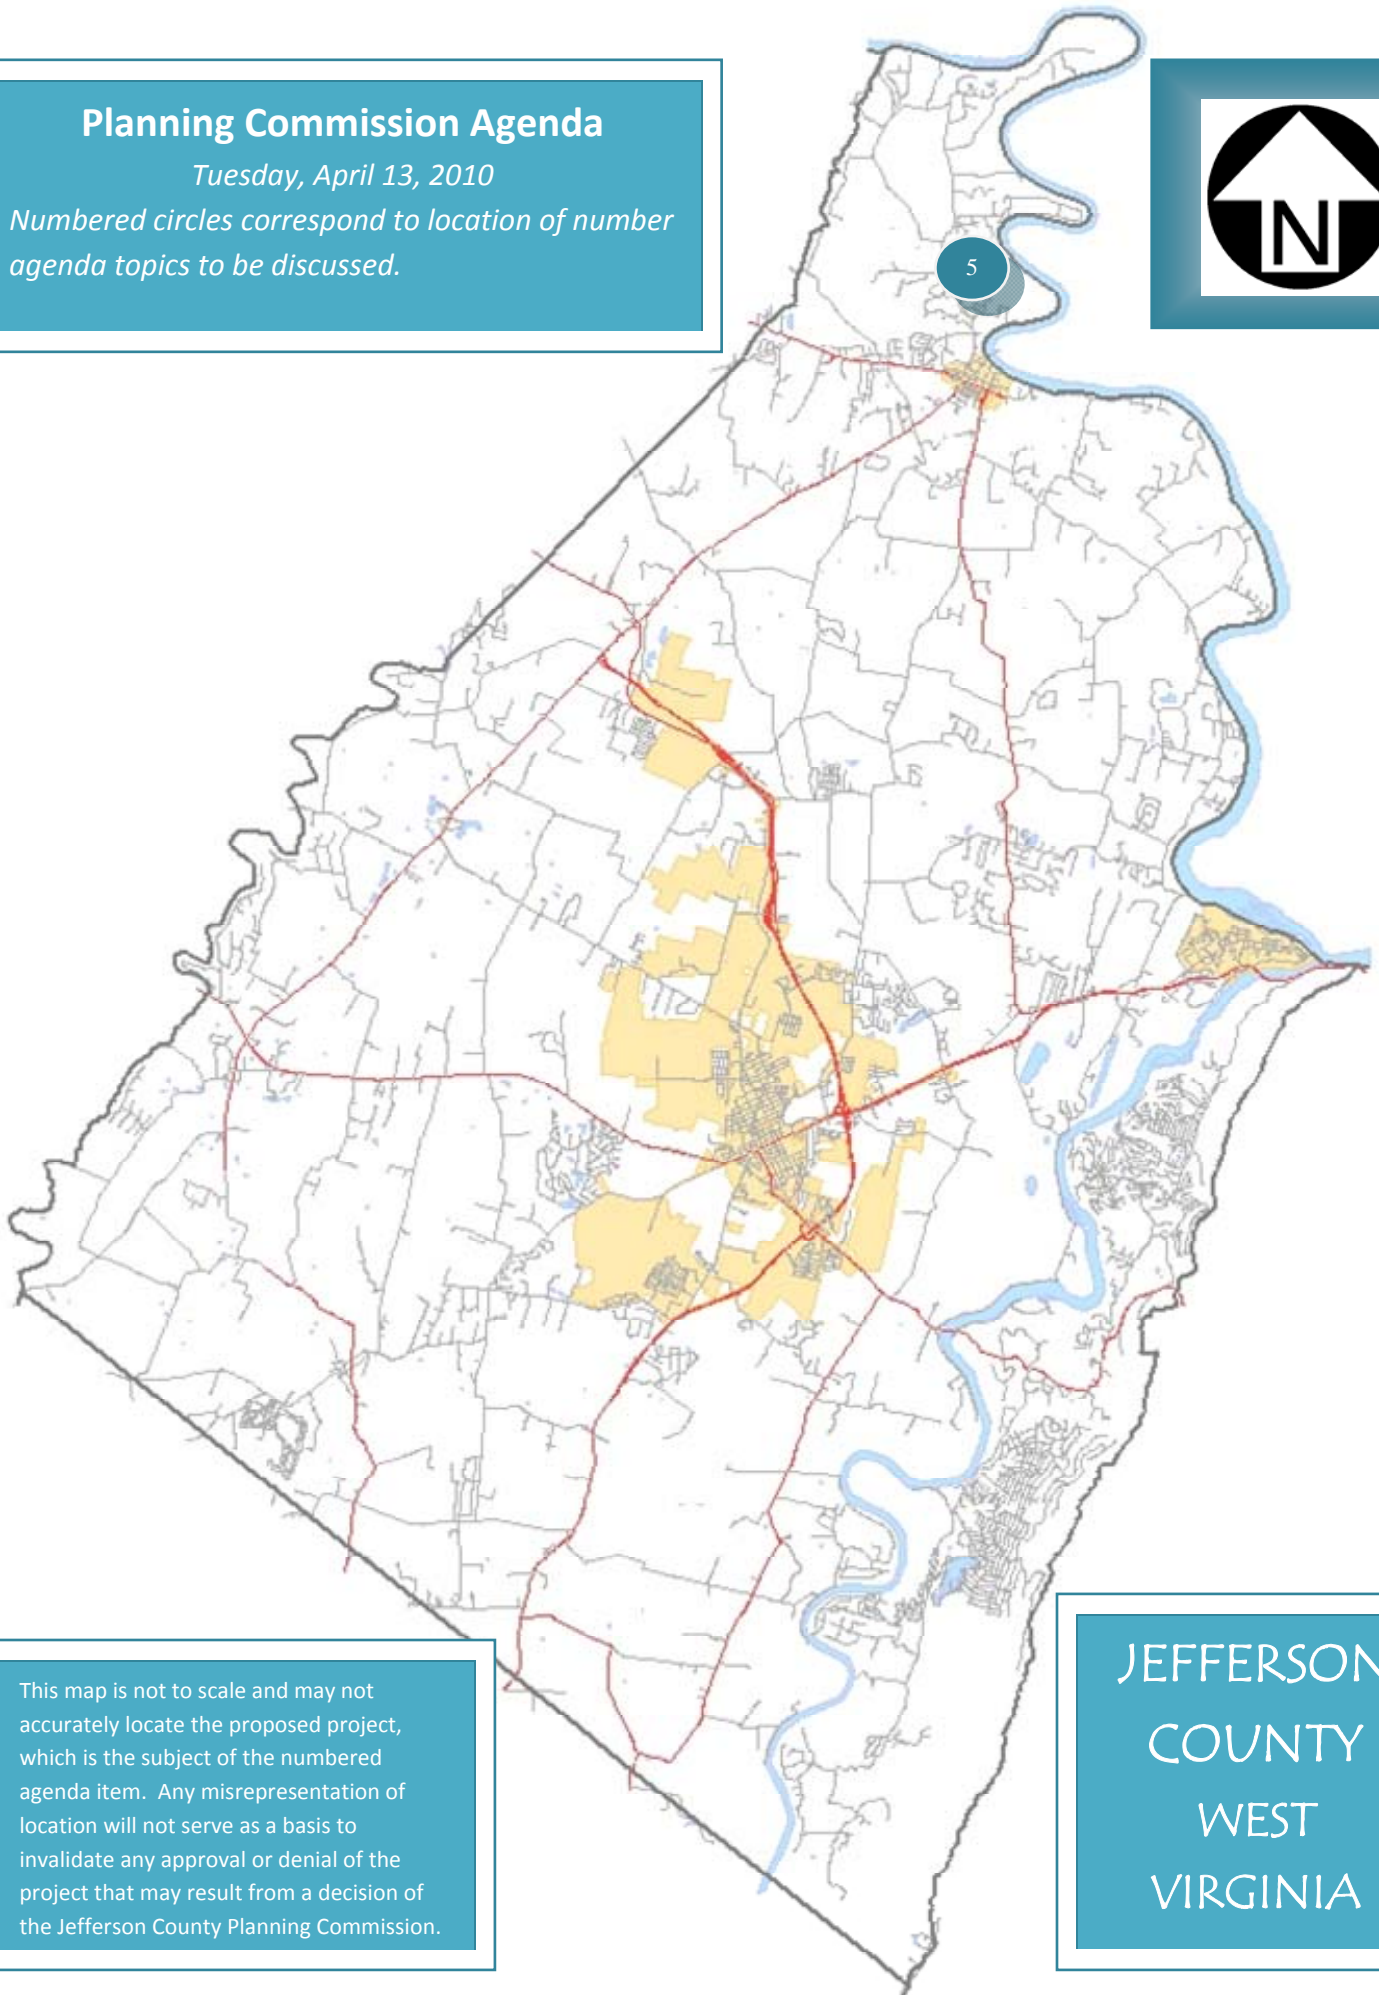 Planning Commission Agenda
Tuesday, April 13, 2010
Numbered circles correspond to location of number
agenda topics to be discussed.
N
5
This map is not to scale and may not
accurately locate the proposed project,
which is the subject of the numbered
agenda item. Any misrepresentation of
location will not serve as a basis to
invalidate any approval or denial of the
project that may result from a decision of
the Jefferson County Planning Commission.
JEFFERSON
COUNTY
WEST
VIRGINIA